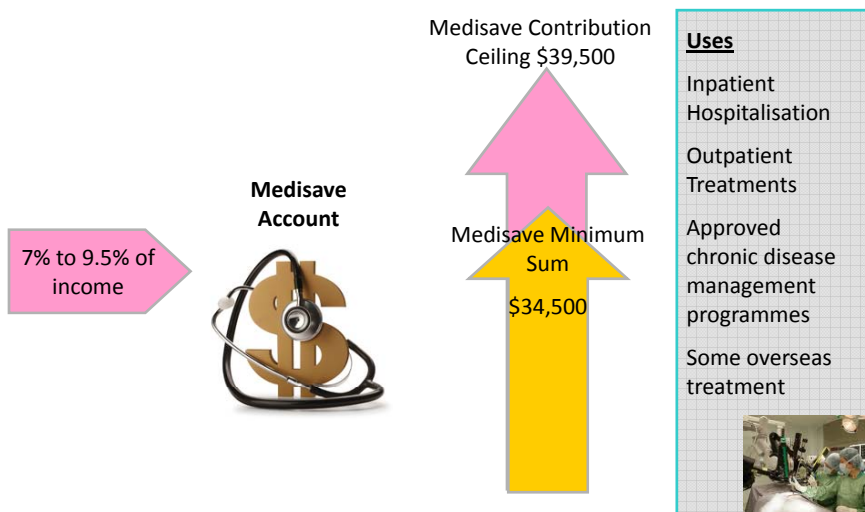 7% to 9.5% of
income
Medisave
Account
Medisave Contribution
Ceiling $39,500
Medisave Minimum
Sum
$34,500
Uses
Inpatient
Hospitalisation
Outpatient
Treatments
Approved
chronic disease
management
programmes
Some overseas
treatment